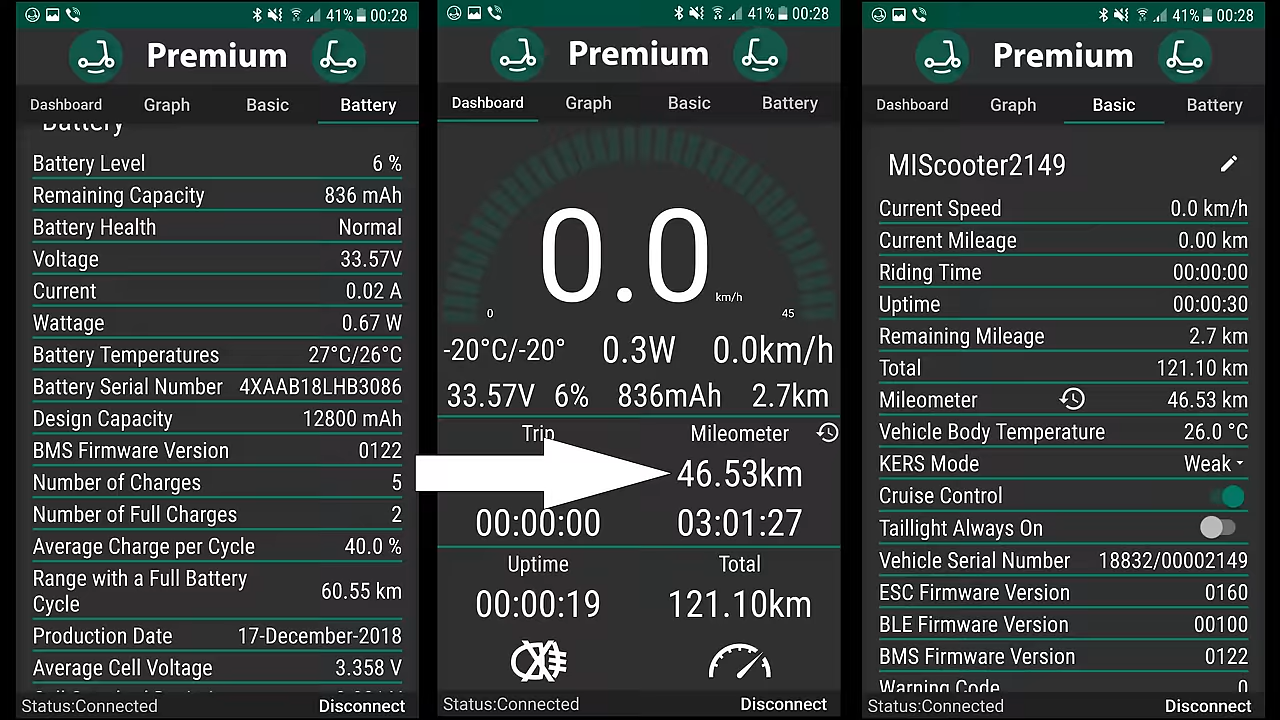 41% 00:28
Premium
Dashboard Graph Basic Battery
Battery
Battery Level 6 %
Remaining Capacity 836 mAh
Battery Health Normal
Voltage 33.57V
Current 0.02 A
Wattage 0.67 W
Battery Temperatures 27°C/26°C
Battery Serial Number 4XAAB18LHB3086
Design Capacity 12800 mAh
BMS Firmware Version 0122
Number of Charges 5
Number of Full Charges 2
Average Charge per Cycle 40.0 %
Range with a Full Battery
Cycle 60.55 km
Production Date 17-December-2018
Average Cell Voltage 3.358 V
Status:Connected Disconnect
41% 00:28
Premium
Dashboard Graph Basic Battery
0.0 km/h
0 45
-20°C/-20° 0.3W 0.0km/h
33.57V 6% 836mAh 2.7km
Trip Mileometer
46.53km
00:00:00 03:01:27
Uptime Total
00:00:19 121.10km
Status:Connected Disconnect
41% 00:28
Premium
Dashboard Graph Basic Battery
MIScooter2149
Current Speed 0.0 km/h
Current Mileage 0.00 km
Riding Time 00:00:00
Uptime 00:00:30
Remaining Mileage 2.7 km
Total 121.10 km
Mileometer 46.53 km
Vehicle Body Temperature 26.0 °C
KERS Mode Weak
Cruise Control
Taillight Always On
Vehicle Serial Number 18832/00002149
ESC Firmware Version 0160
BLE Firmware Version 00100
BMS Firmware Version 0122
Warning Code 0
Status:Connected Disconnect